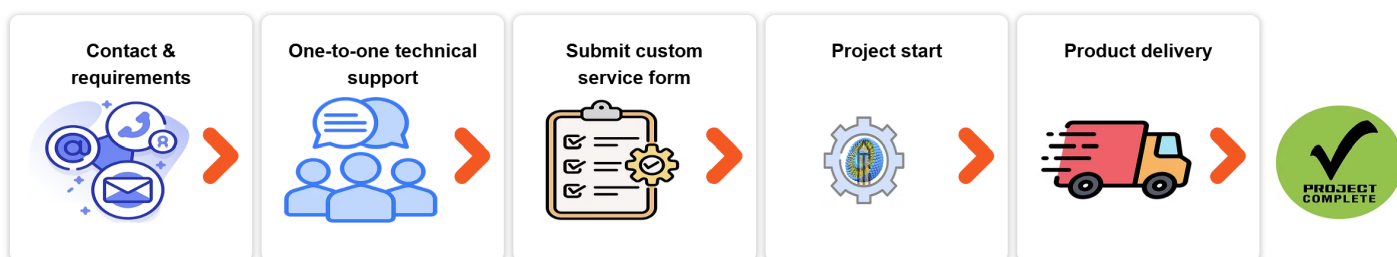 Contact &
requirements
One-to-one technical
support
Submit custom
service form
Project start
Product delivery
@
PROJECT
COMPLETE